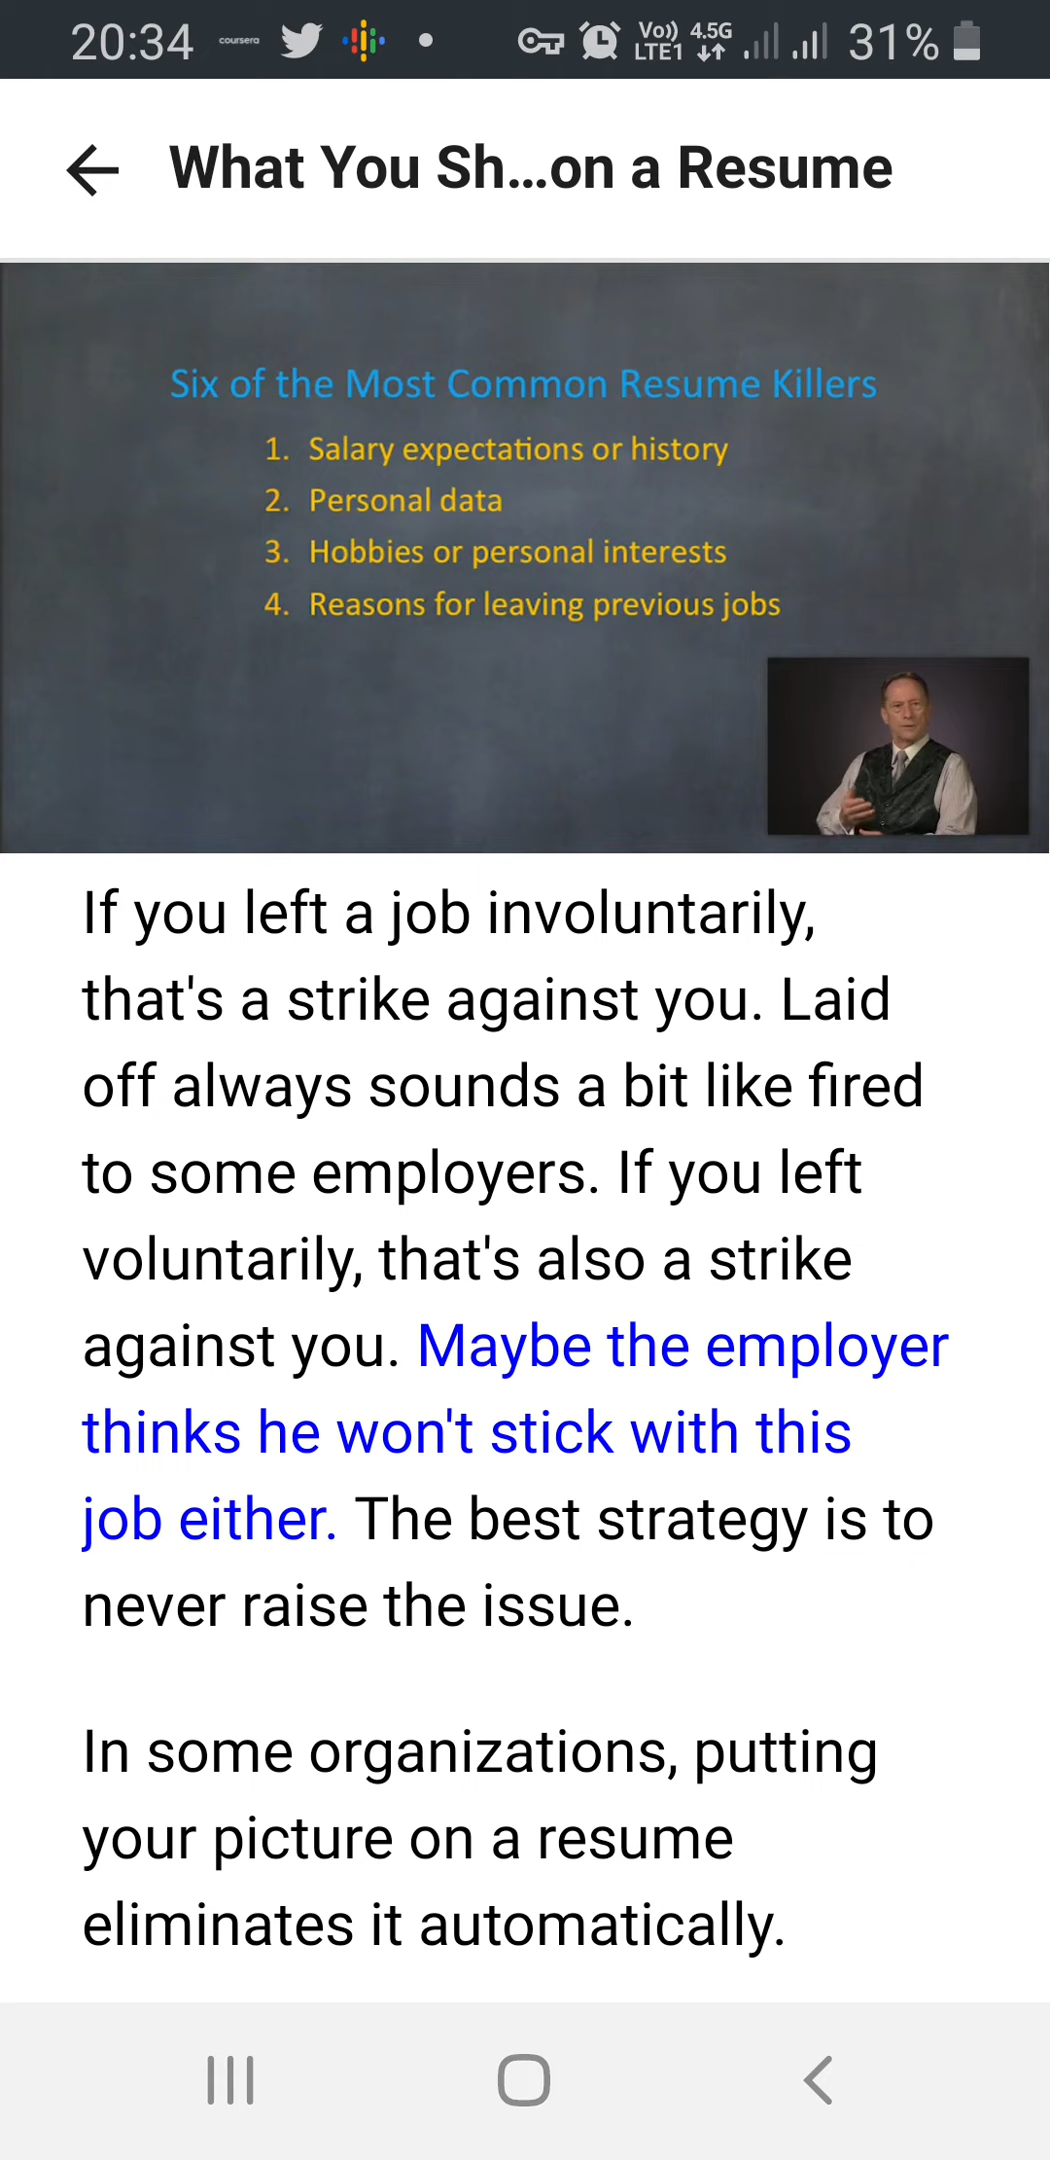 20:34 coursera Vo)) LTE1 4.5G 31%
What You Sh...on a Resume
Six of the Most Common Resume Killers
1. Salary expectations or history
2. Personal data
3. Hobbies or personal interests
4. Reasons for leaving previous jobs
If you left a job involuntarily,
that's a strike against you. Laid
off always sounds a bit like fired
to some employers. If you left
voluntarily, that's also a strike
against you. Maybe the employer
thinks he won't stick with this
job either. The best strategy is to
never raise the issue.
In some organizations, putting
your picture on a resume
eliminates it automatically.